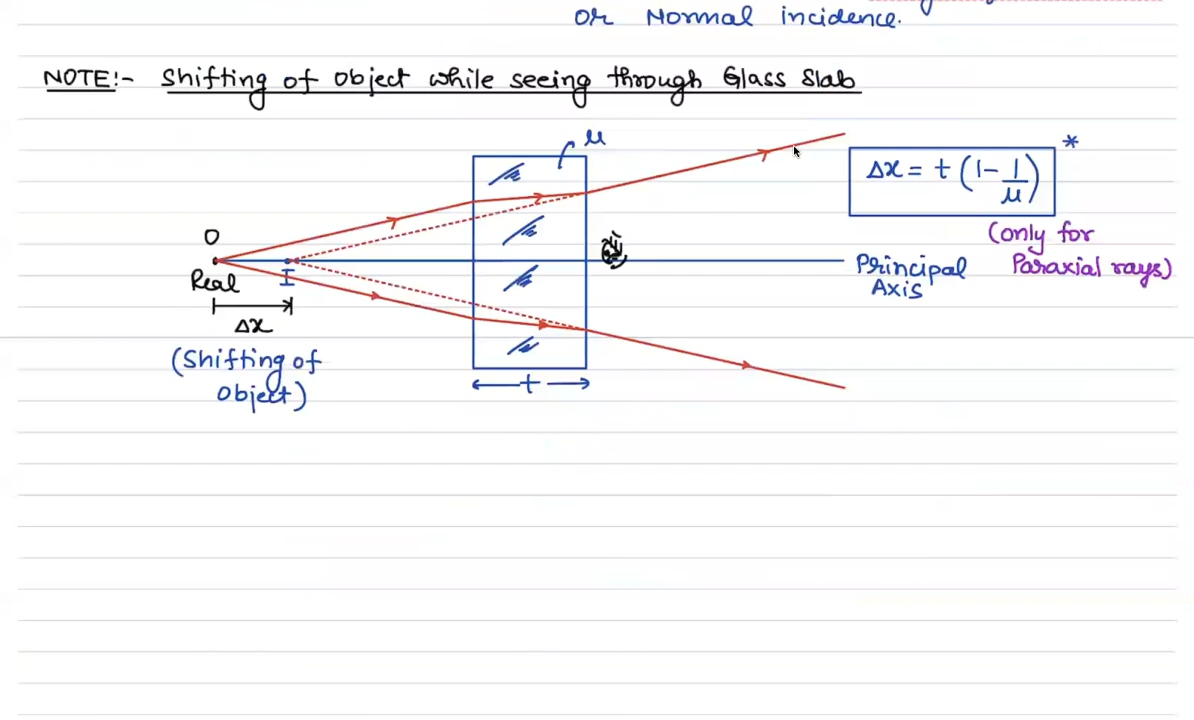 or Normal incidence.
NOTE:- Shifting of object while seeing through Glass Slab
μ
*
Δx = t (1 - 1/μ)
O
(only for
Paraxial rays)
Real
I
Principal
Axis
Δx
(Shifting of
Object)
t